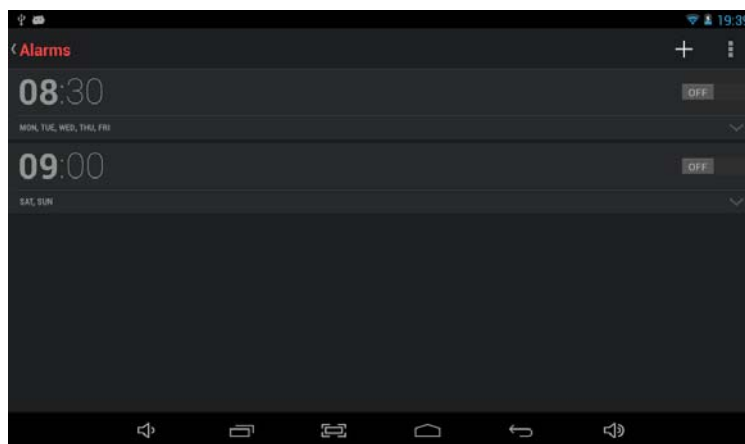 19:39
Alarms
08:30
OFF
MON, TUE, WED, THU, FRI
09:00
OFF
SAT, SUN